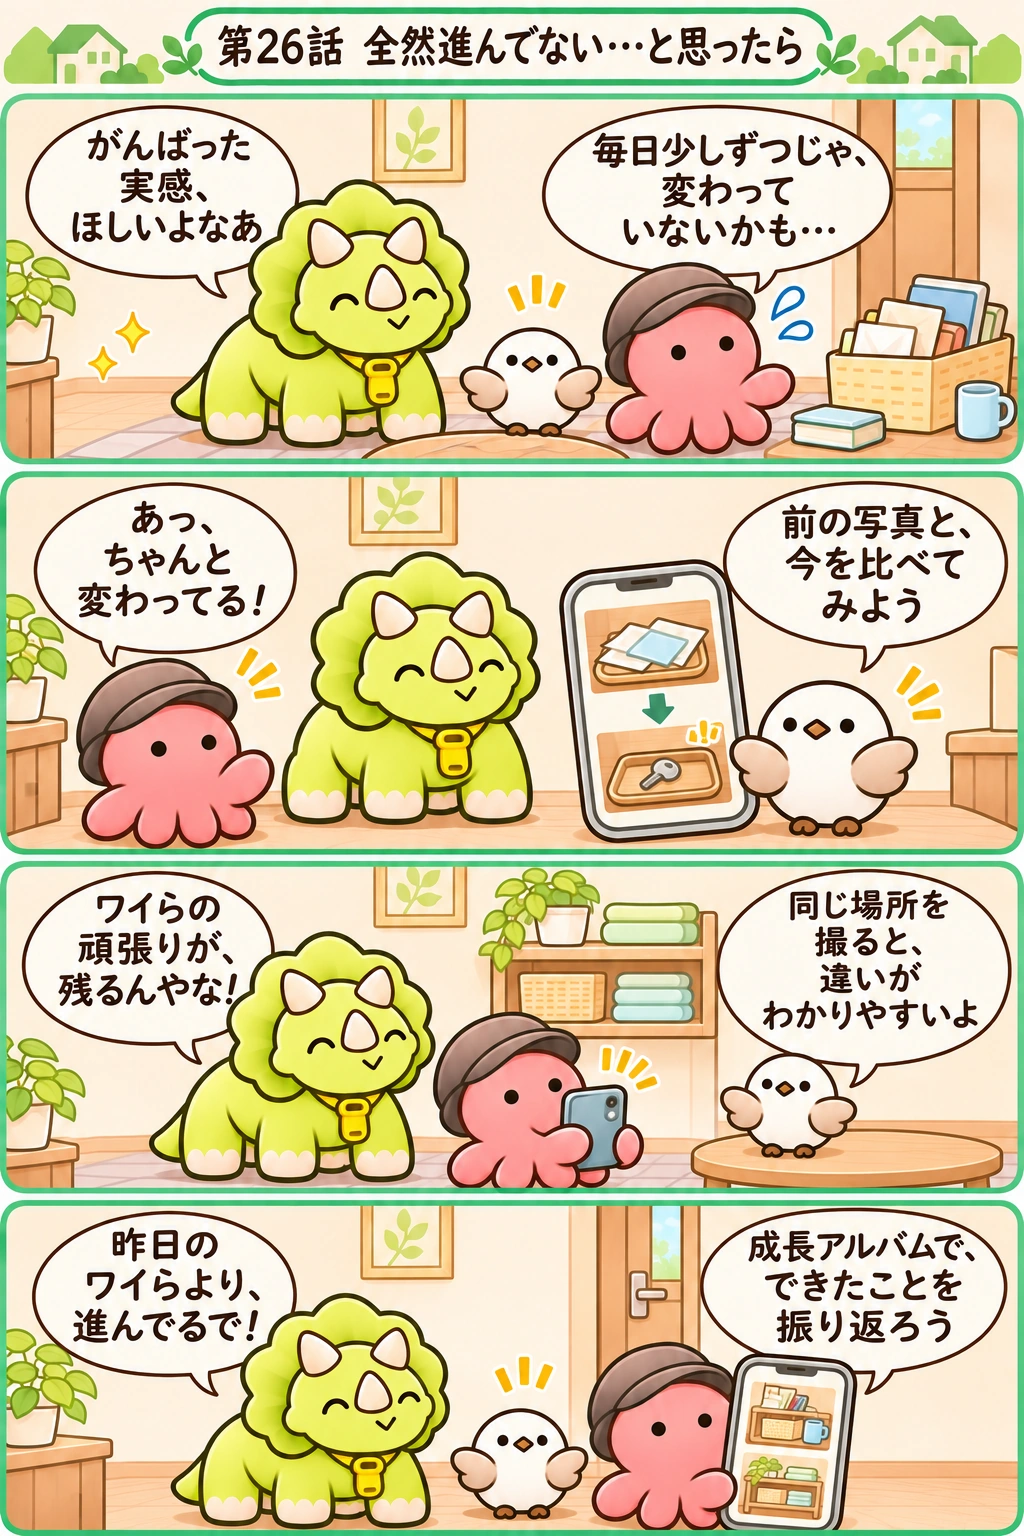 第26話 全然進んでない…と思ったら
がんばった
実感、
ほしいよなあ
毎日少しずつじゃ、
変わって
いないかも…
あっ、
ちゃんと
変わってる!
前の写真と、
今を比べて
みよう
ワイらの
頑張りが、
残るんやな!
同じ場所を
撮ると、
違いが
わかりやすいよ
昨日の
ワイらより、
進んでるで!
成長アルバムで、
できたことを
振り返ろう